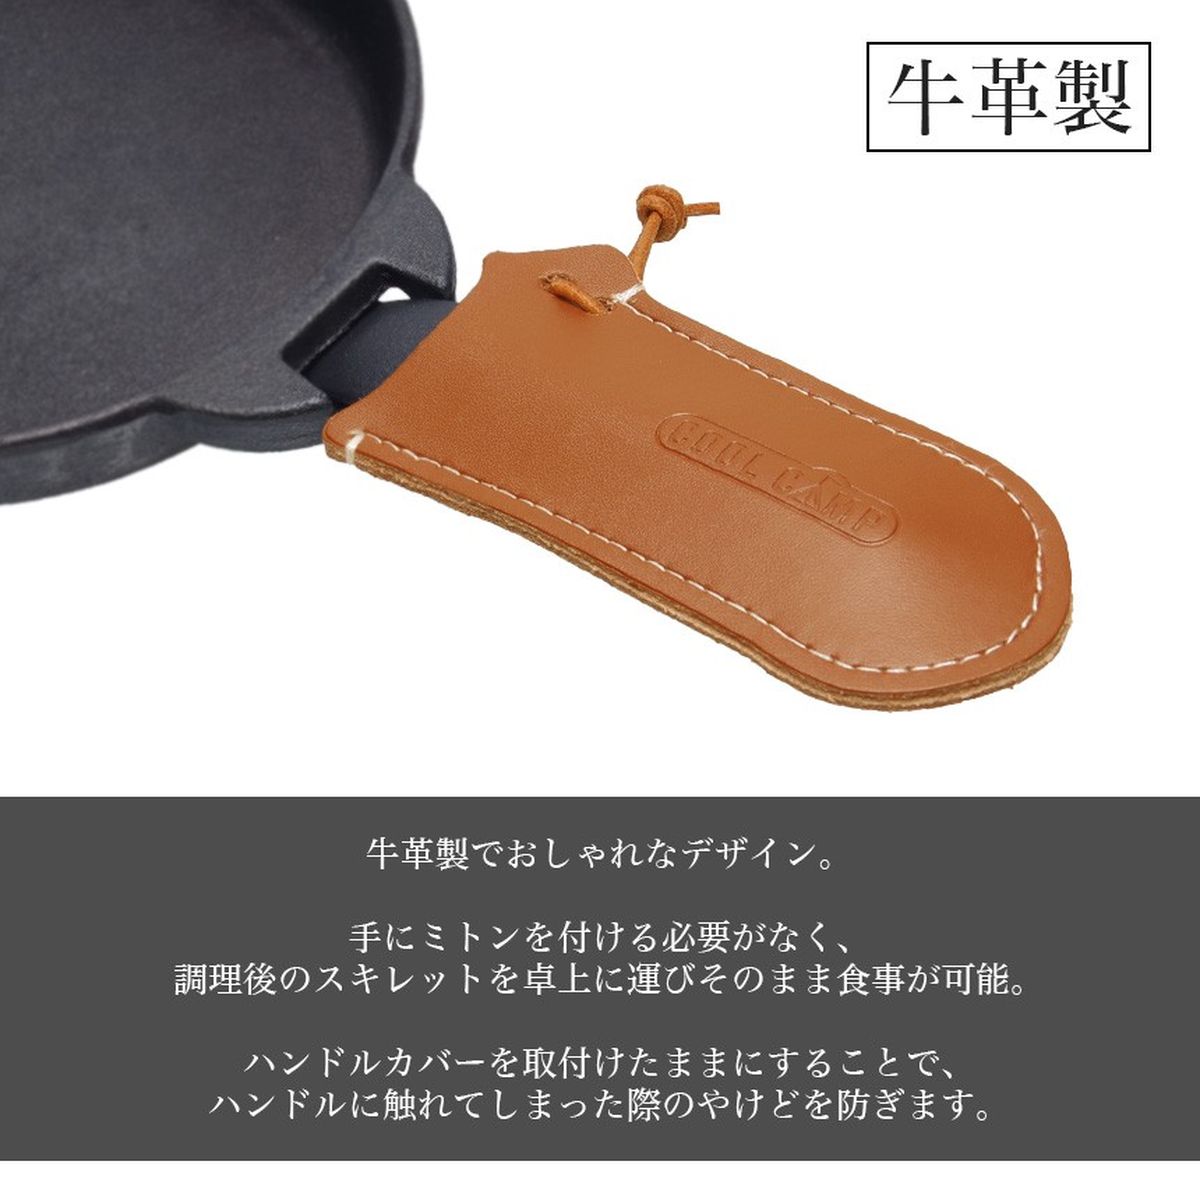 牛革製
COOL CAMP
牛革製でおしゃれなデザイン。
手にミトンを付ける必要がなく、
調理後のスキレットを卓上に運びそのまま食事が可能。
ハンドルカバーを取付けたままにすることで、
ハンドルに触れてしまった際のやけどを防ぎます。